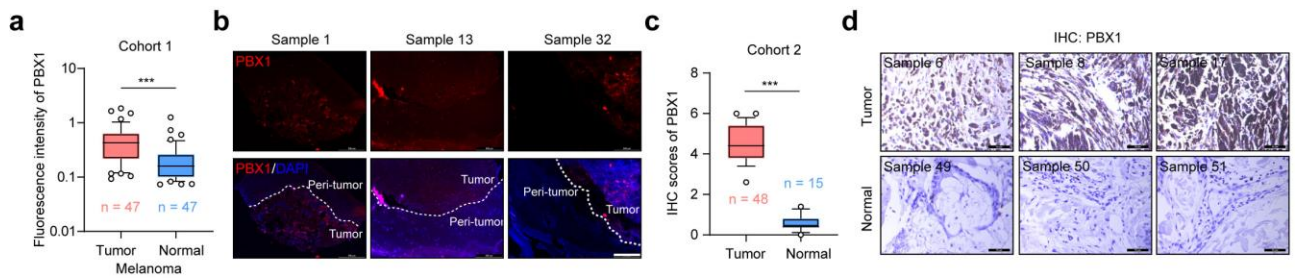 a
Cohort 1
Fluorescence intensity of PBX1
10
1
0.1
0.01
***
n = 47
n = 47
Tumor
Normal
Melanoma
b
Sample 1
Sample 13
Sample 32
PBX1
PBX1/DAPI
Peri-tumor
Tumor
Tumor
Peri-tumor
Peri-tumor
Tumor
c
Cohort 2
IHC scores of PBX1
8
6
4
2
0
***
n = 15
n = 48
Tumor
Normal
d
IHC: PBX1
Tumor
Sample 6
Sample 8
Sample 17
Normal
Sample 49
Sample 50
Sample 51